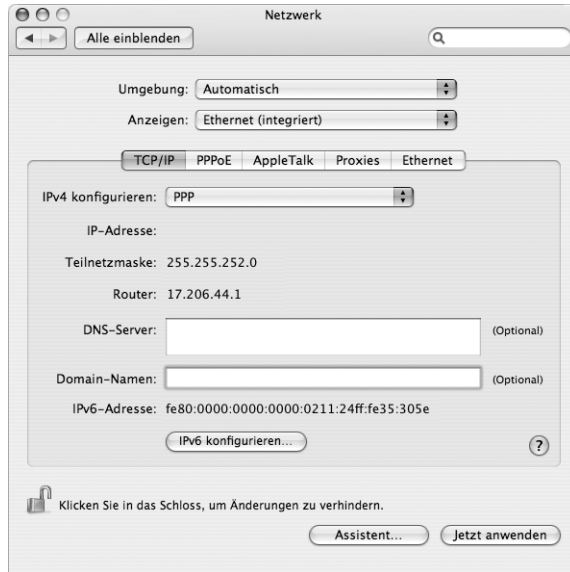 Netzwerk
Alle einblenden
Umgebung: Automatisch
Anzeigen: Ethernet (integriert)
TCP/IP PPPoE AppleTalk Proxies Ethernet
IPv4 konfigurieren: PPP
IP-Adresse:
Teilnetzmaske: 255.255.252.0
Router: 17.206.44.1
DNS-Server: (Optional)
Domain-Namen: (Optional)
IPv6-Adresse: fe80:0000:0000:0000:0211:24ff:fe35:305e
IPv6 konfigurieren... ?
Klicken Sie in das Schloss, um Änderungen zu verhindern.
Assistent... Jetzt anwenden